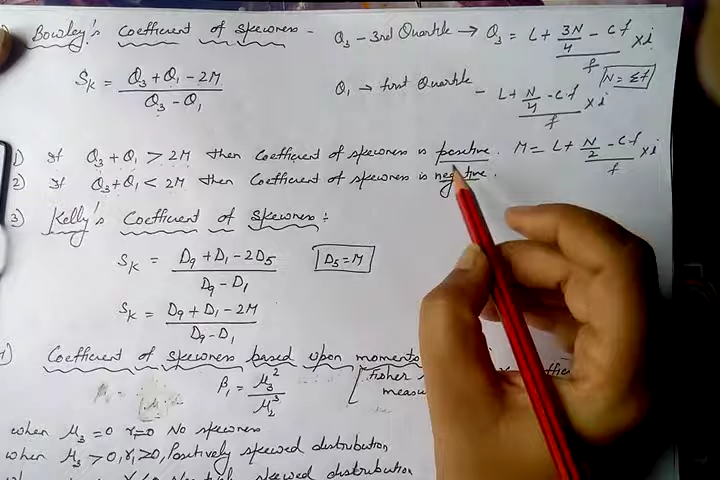 Bowley's Coefficient of skewness - Q3 - 3rd Quartile → Q3 = L + 3N/4 - Cf / f × i
Sk = Q3 + Q1 - 2M / Q3 - Q1
N = Σf
Q1 → first Quartile - L + N/4 - Cf / f × i
1) If Q3 + Q1 > 2M then Coefficient of skewness is positive. M = L + N/2 - Cf / f × i
2) If Q3 + Q1 < 2M then Coefficient of skewness is negative.
3) Kelly's Coefficient of Skewness :-
Sk = D9 + D1 - 2D5 / D9 - D1
D5 = M
Sk = D9 + D1 - 2M / D9 - D1
Coefficient of skewness based upon moments
β1 = μ3² / μ2³
[Fisher
measu
when μ3 = 0 r1=0 No skewness
when μ3 > 0, r1 > 0, Positively skewed distribution
skewed distribution